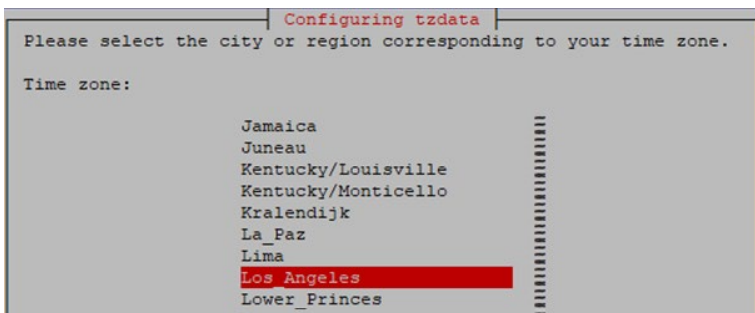 Configuring tzdata
Please select the city or region corresponding to your time zone.
Time zone:
Jamaica
Juneau
Kentucky/Louisville
Kentucky/Monticello
Kralendijk
La_Paz
Lima
Los_Angeles
Lower_Princes